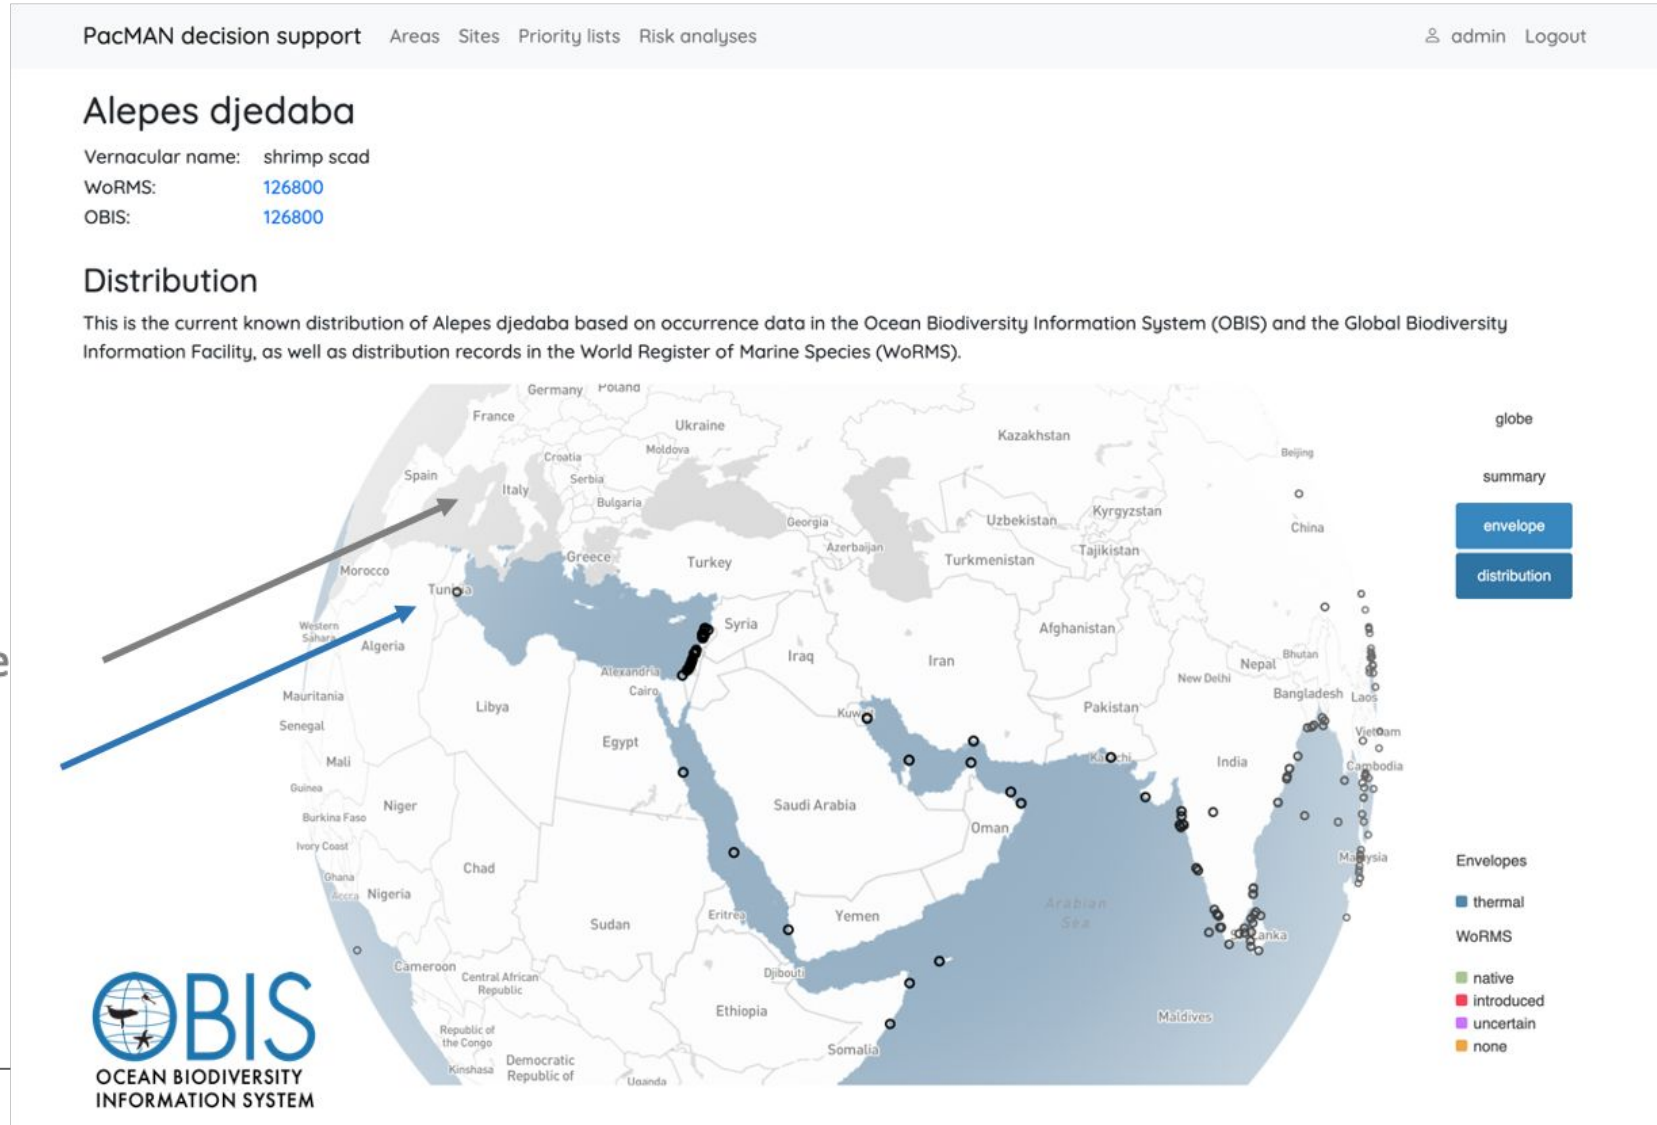 PacMAN decision support Areas Sites Priority lists Risk analyses admin Logout
Alepes djedaba
Vernacular name: shrimp scad
WoRMS: 126800
OBIS: 126800
Distribution
This is the current known distribution of Alepes djedaba based on occurrence data in the Ocean Biodiversity Information System (OBIS) and the Global Biodiversity
Information Facility, as well as distribution records in the World Register of Marine Species (WoRMS).
Germany Poland
France
Ukraine
Kazakhstan
Moldova
Croatia
Beijing
Spain
Serbia
Italy
Bulgaria
Georgia
Uzbekistan
Kyrgyzstan
China
Azerbaijan
Tajikistan
Greece
Turkey
Turkmenistan
Morocco
Tunisia
Western
Sahara
Algeria
Syria
Afghanistan
Iraq
Iran
Bhutan
Nepal
New Delhi
Alexandria
Cairo
Mauritania
Bangladesh
Laos
Libya
Kuwait
Pakistan
Senegal
Egypt
Vietnam
Mali
Karachi
India
Cambodia
Guinea
Niger
Saudi Arabia
Burkina Faso
Oman
Ivory Coast
Malaysia
Chad
Ghana
Accra
Nigeria
Sudan
Eritrea
Yemen
Arabian
Sea
Lanka
Cameroon
Central African
Republic
Djibouti
Ethiopia
Maldives
Republic of
the Congo
Somalia
Democratic
Republic of
Kinshasa
Uganda
globe
summary
envelope
distribution
Envelopes
thermal
WoRMS
native
introduced
uncertain
none
OBIS
OCEAN BIODIVERSITY
INFORMATION SYSTEM